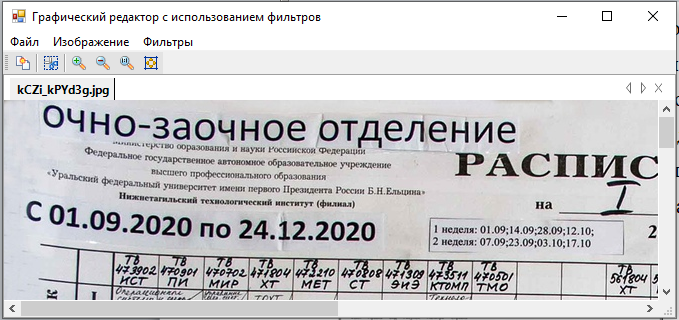 Графический редактор с использованием фильтров
Файл Изображение Фильтры
kCZi_kPYd3g.jpg
очно-заочное отделение
Министерство образования и науки Российской Федерации
Федеральное государственное автономное образовательное учреждение
высшего профессионального образования
«Уральский федеральный университет имени первого Президента России Б.Н.Ельцина»
Нижнетагильский технологический институт (филиал)
РАСПИС
на I 2
С 01.09.2020 по 24.12.2020
1 неделя: 01.09;14.09;28.09;12.10;
2 неделя: 07.09;23.09;03.10;17.10
ТВ ТВ ТВ ТВ ТВ ТВ ТВ ТВ ТВ ТВ
473902 470901 470702 471804 473210 470808 471309 473511 470501 561804
ИСТ ПИ МИР ХТ МЕТ СТ ЭИЭ КТОМП ТМО ХТ